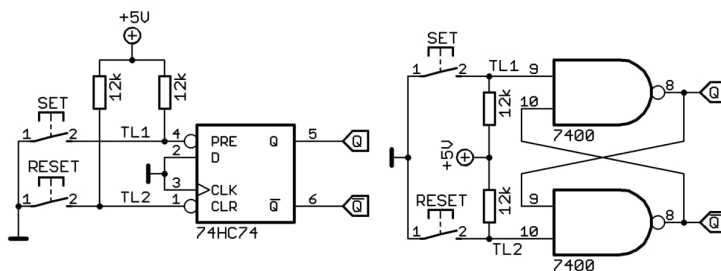 +5V
12k
12k
SET
1 2 TL1 4
PRE Q 5 Q
2 D
RESET
3 CLK
1 2 TL2 1
CLR Q̅ 6 Q̅
74HC74
SET
1 2 TL1 9
8 Q
10
12k
7400
+5V
RESET
12k
9
8 Q̅
1 2 10
TL2
7400